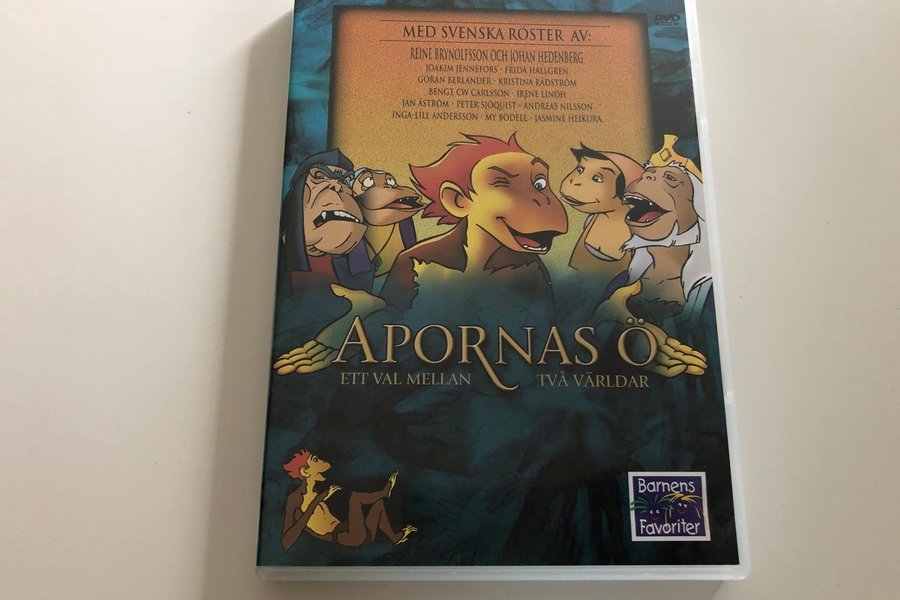 DVD
MED SVENSKA RÖSTER AV:
REINE BRYNOLFSSON OCH JOHAN HEDENBERG
JOAKIM JENNEFORS · FRIDA HALLGREN
GÖRAN BERLANDER · KRISTINA RÅDSTRÖM
BENGT CW CARLSSON · IRENE LINDH
JAN ÅSTRÖM · PETER SJÖQUIST · ANDREAS NILSSON
INGA-LILL ANDERSSON · MY BODELL · JASMINE HEIKURA
APORNAS Ö
ETT VAL MELLAN TVÅ VÄRLDAR
Barnens
Favoriter